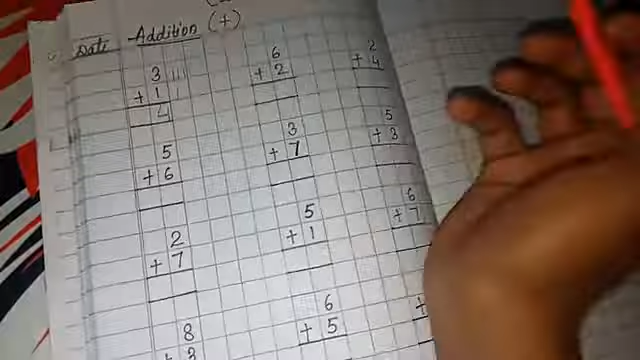 Date Addition (+)
3 6 2
+ 1 + 2 + 4
4
5 3 5
+ 6 + 7 + 3
2 5 6
+ 7 + 1 + 7
8 6
+ 3 + 5 +